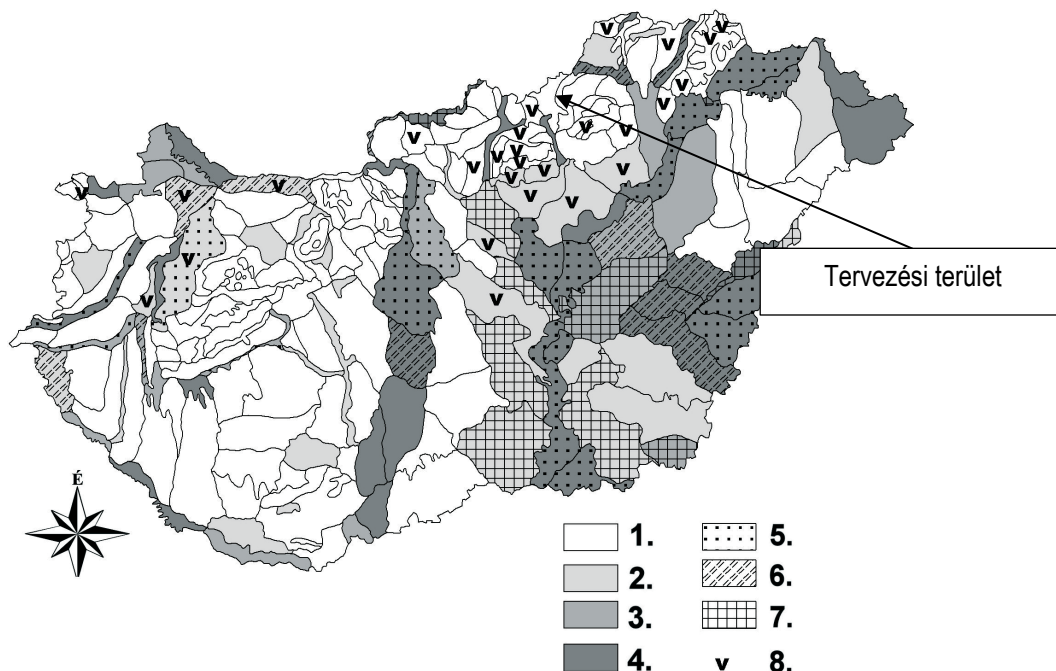 Tervezési terület
É
1.
2.
3.
4.
5.
6.
7.
v 8.